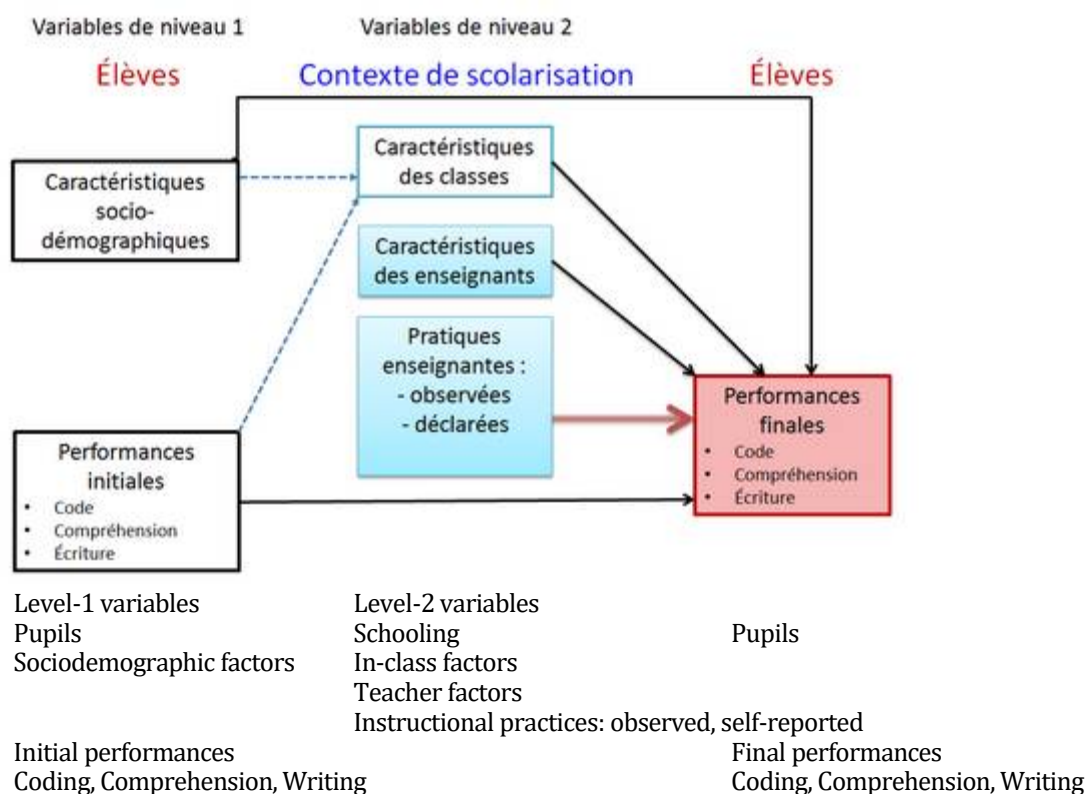 Variables de niveau 1
Variables de niveau 2
Élèves
Contexte de scolarisation
Élèves
Caractéristiques
socio-
démographiques
Caractéristiques
des classes
Caractéristiques
des enseignants
Pratiques
enseignantes :
- observées
- déclarées
Performances
initiales
• Code
• Compréhension
• Écriture
Performances
finales
• Code
• Compréhension
• Écriture
Level-1 variables Level-2 variables
Pupils Schooling Pupils
Sociodemographic factors In-class factors
Teacher factors
Instructional practices: observed, self-reported
Initial performances Final performances
Coding, Comprehension, Writing Coding, Comprehension, Writing